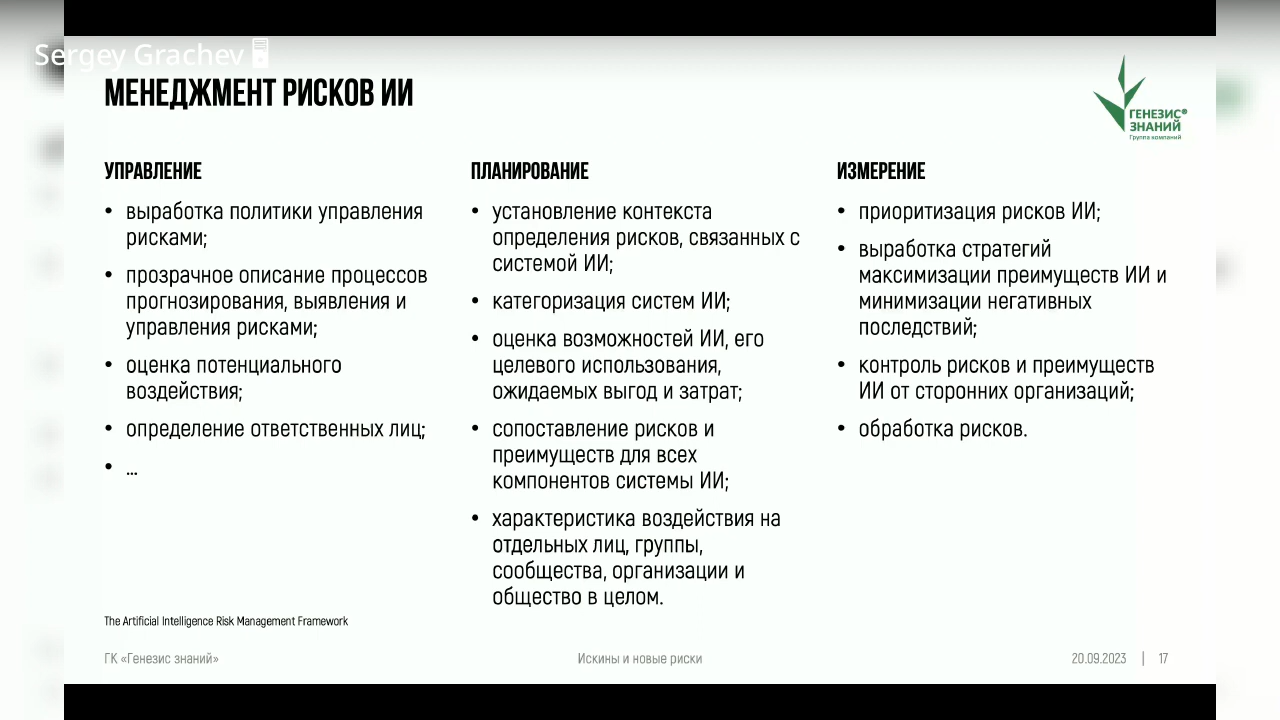 Sergey Grachev
МЕНЕДЖМЕНТ РИСКОВ ИИ
ГЕНЕЗИС®
ЗНАНИЙ
Группа компаний
УПРАВЛЕНИЕ
• выработка политики управления
рисками;
• прозрачное описание процессов
прогнозирования, выявления и
управления рисками;
• оценка потенциального
воздействия;
• определение ответственных лиц;
• ...
ПЛАНИРОВАНИЕ
• установление контекста
определения рисков, связанных с
системой ИИ;
• категоризация систем ИИ;
• оценка возможностей ИИ, его
целевого использования,
ожидаемых выгод и затрат;
• сопоставление рисков и
преимуществ для всех
компонентов системы ИИ;
• характеристика воздействия на
отдельных лиц, группы,
сообщества, организации и
общество в целом.
ИЗМЕРЕНИЕ
• приоритизация рисков ИИ;
• выработка стратегий
максимизации преимуществ ИИ и
минимизации негативных
последствий;
• контроль рисков и преимуществ
ИИ от сторонних организаций;
• обработка рисков.
The Artificial Intelligence Risk Management Framework
ГК «Генезис знаний»
Искины и новые риски
20.09.2023 | 17